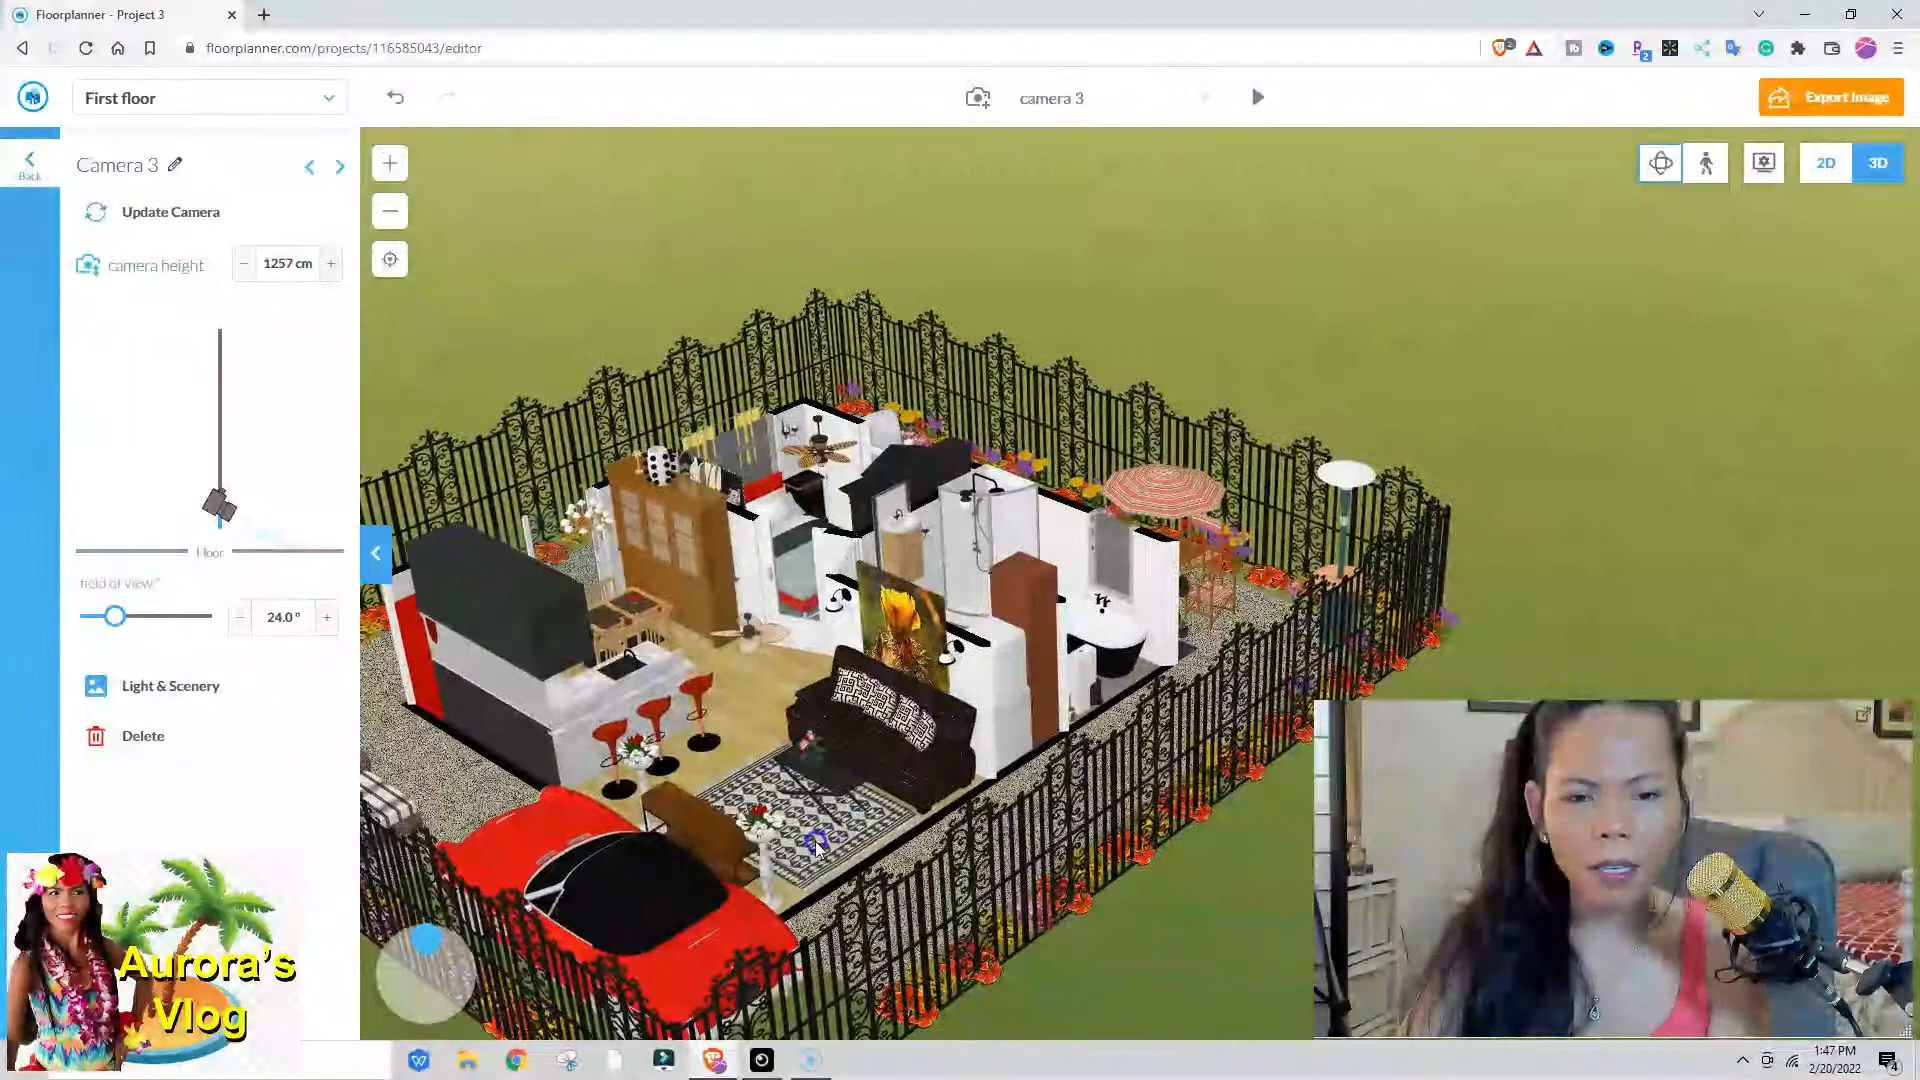 Floorplanner - Project 3
floorplanner.com/projects/116585043/editor
First floor
camera 3
Export Image
Back
Camera 3
Update Camera
camera height
1257 cm
Floor
field of view°
24.0 °
Light & Scenery
Delete
2D
3D
Aurora's
Vlog
1:47 PM
2/20/2022